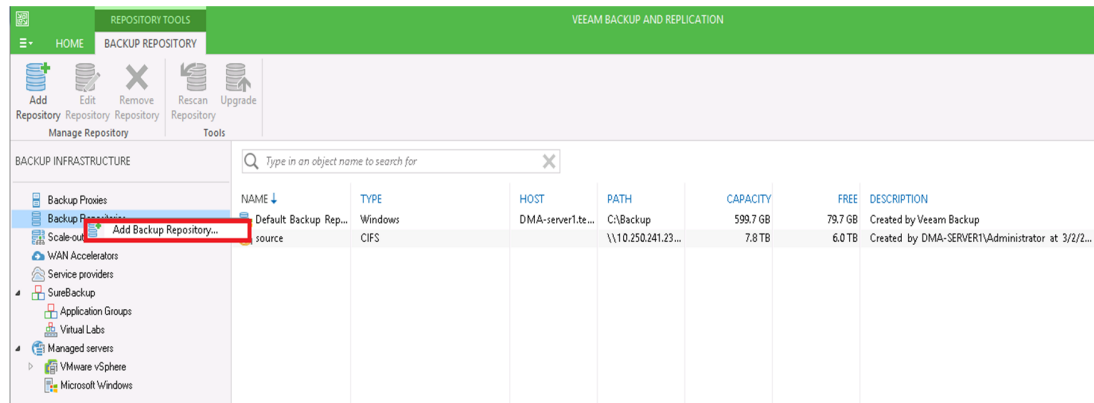 REPOSITORY TOOLS
VEEAM BACKUP AND REPLICATION
HOME BACKUP REPOSITORY
Add Repository
Edit Repository
Remove Repository
Rescan Repository
Upgrade
Manage Repository
Tools
BACKUP INFRASTRUCTURE
Type in an object name to search for
Backup Proxies
Backup
Add Backup Repository...
Scale-out
WAN Accelerators
Service providers
SureBackup
Application Groups
Virtual Labs
Managed servers
VMware vSphere
Microsoft Windows
NAME TYPE HOST PATH CAPACITY FREE DESCRIPTION
Default Backup Rep... Windows DMA-server1.te... C:\Backup 599.7 GB 79.7 GB Created by Veeam Backup
source CIFS \\10.250.241.23... 7.8 TB 6.0 TB Created by DMA-SERVER1\Administrator at 3/2/2...